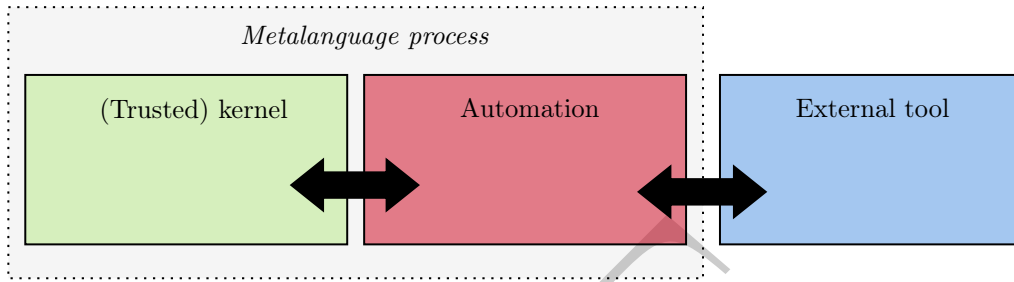 Metalanguage process
(Trusted) kernel
Automation
External tool